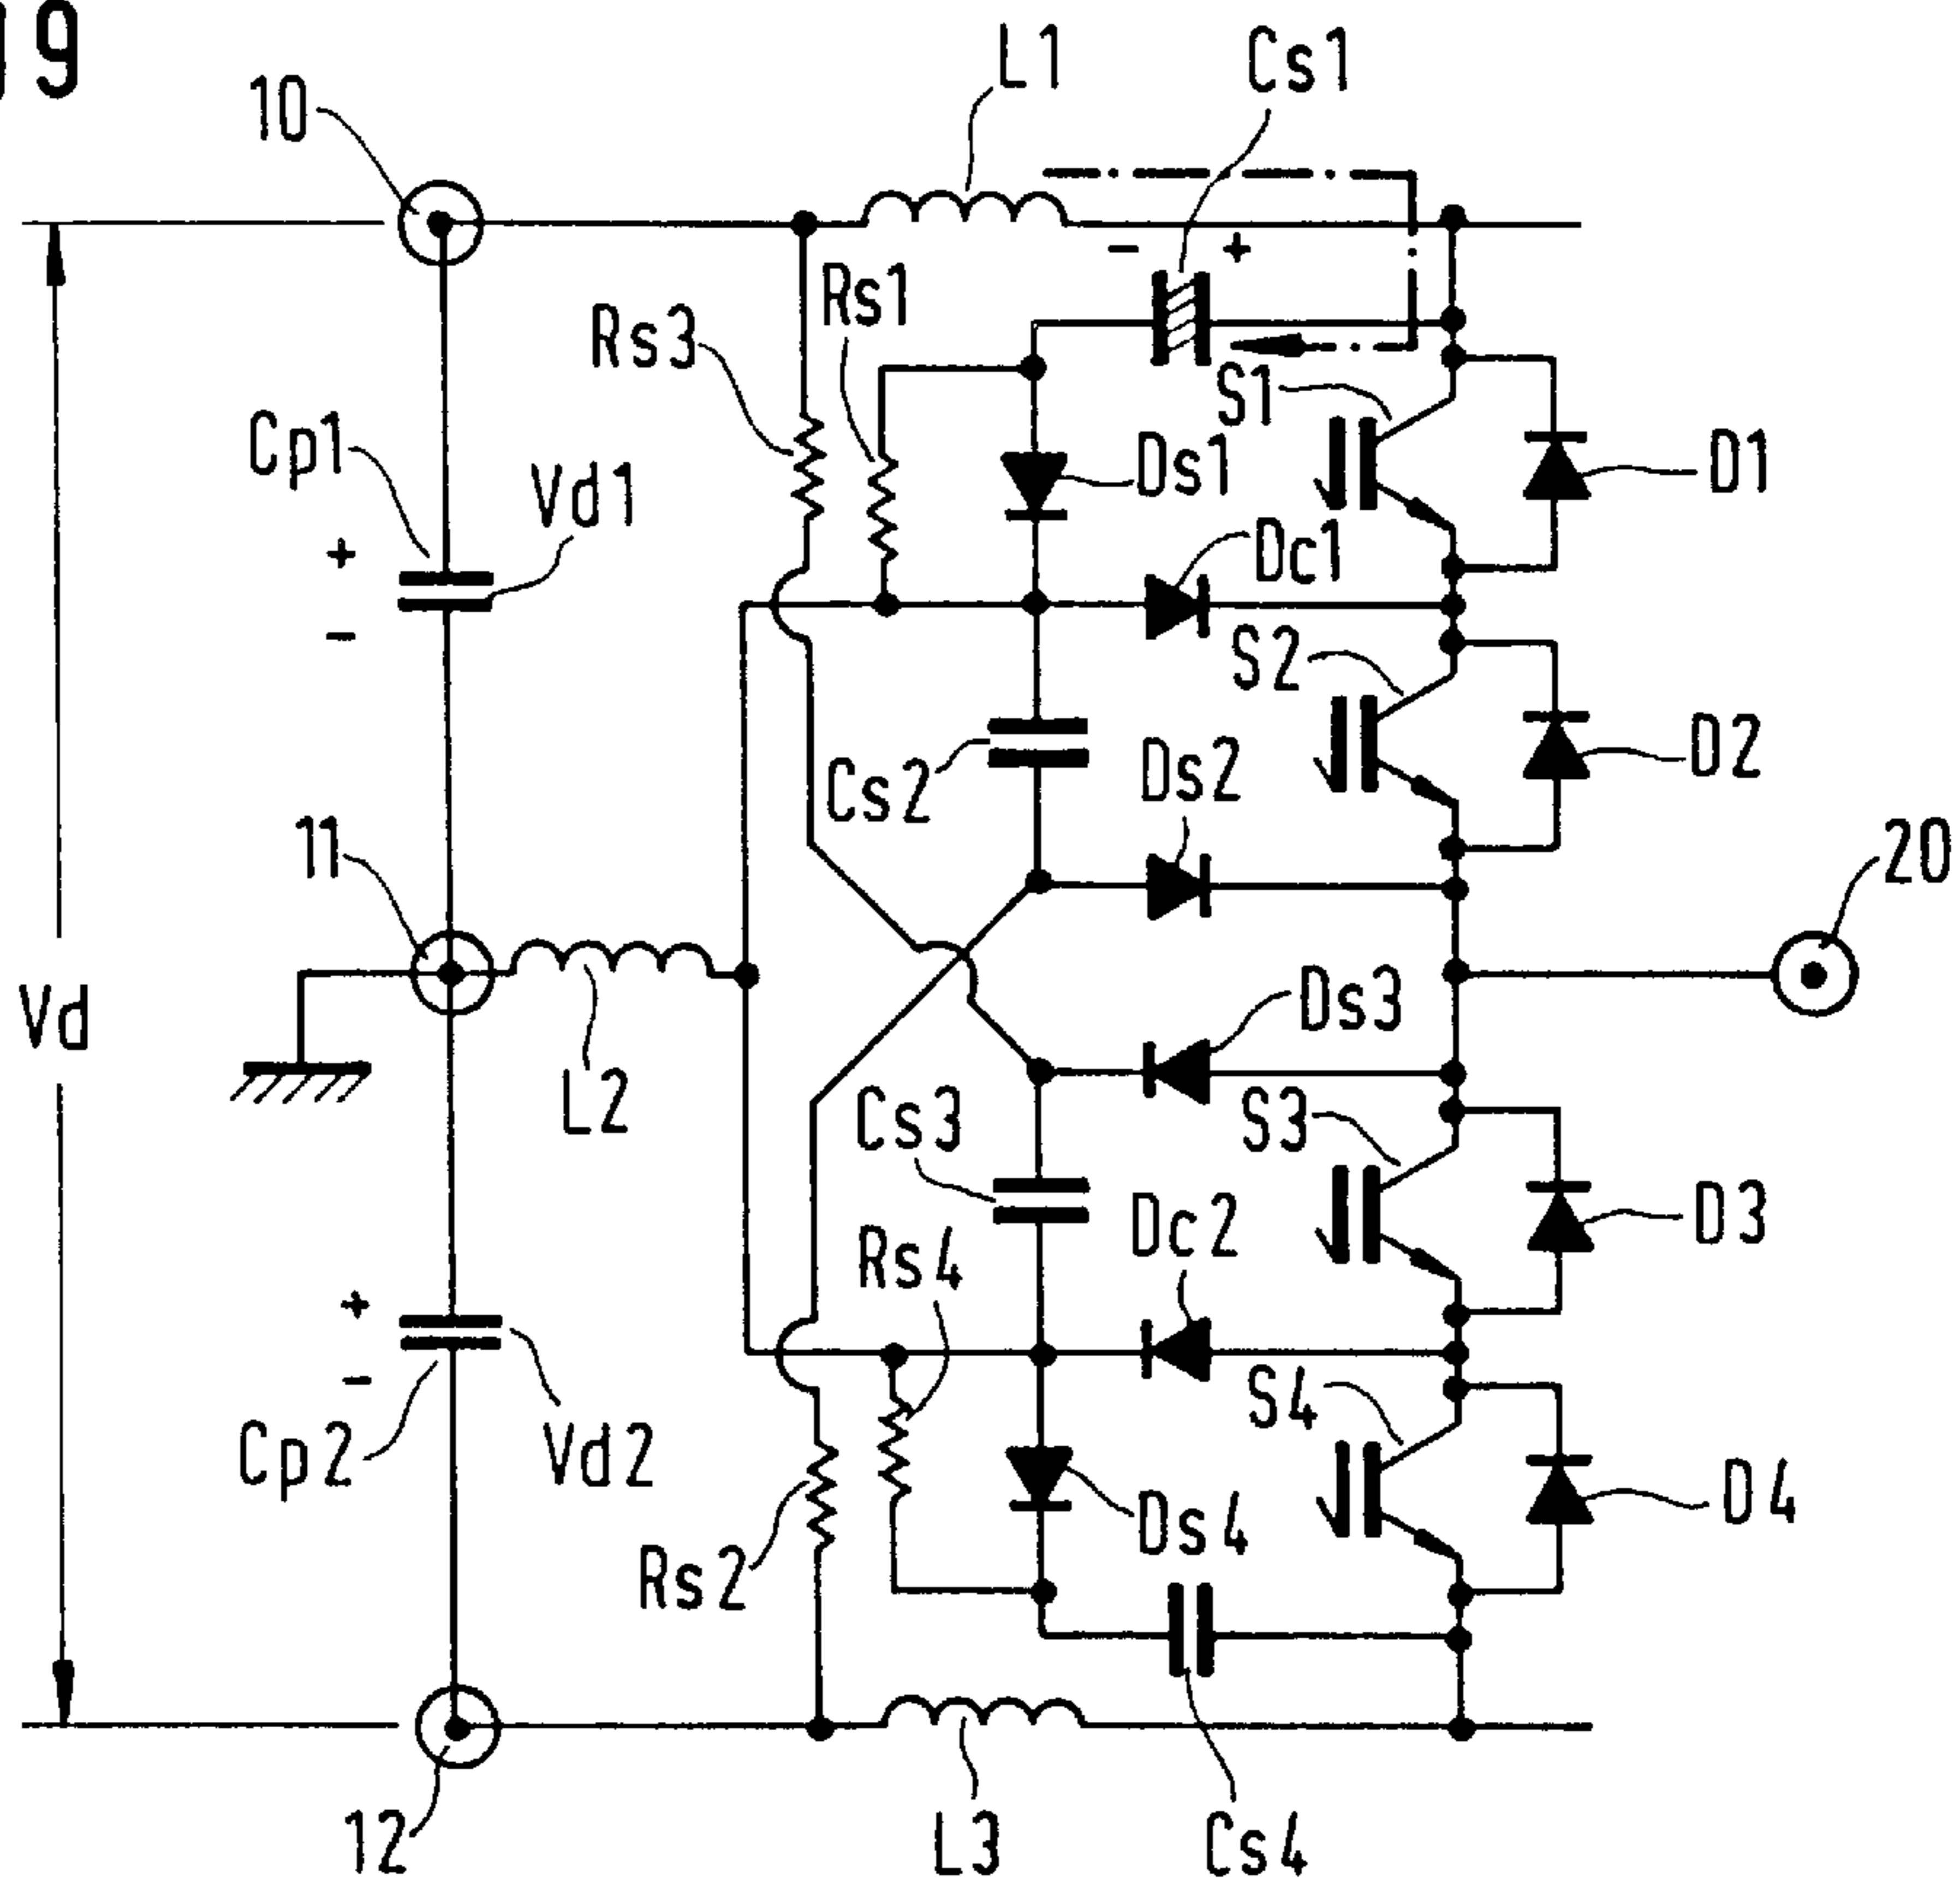 9
L1
Cs1
10
-
+
Rs3
Rs1
S1
Cp1
Vd1
Ds1
D1
+
Dc1
-
S2
Cs2
Ds2
D2
11
20
Vd
L2
Ds3
Cs3
S3
Dc2
D3
Rs4
+
-
S4
Cp2
Vd2
Ds4
D4
Rs2
12
L3
Cs4